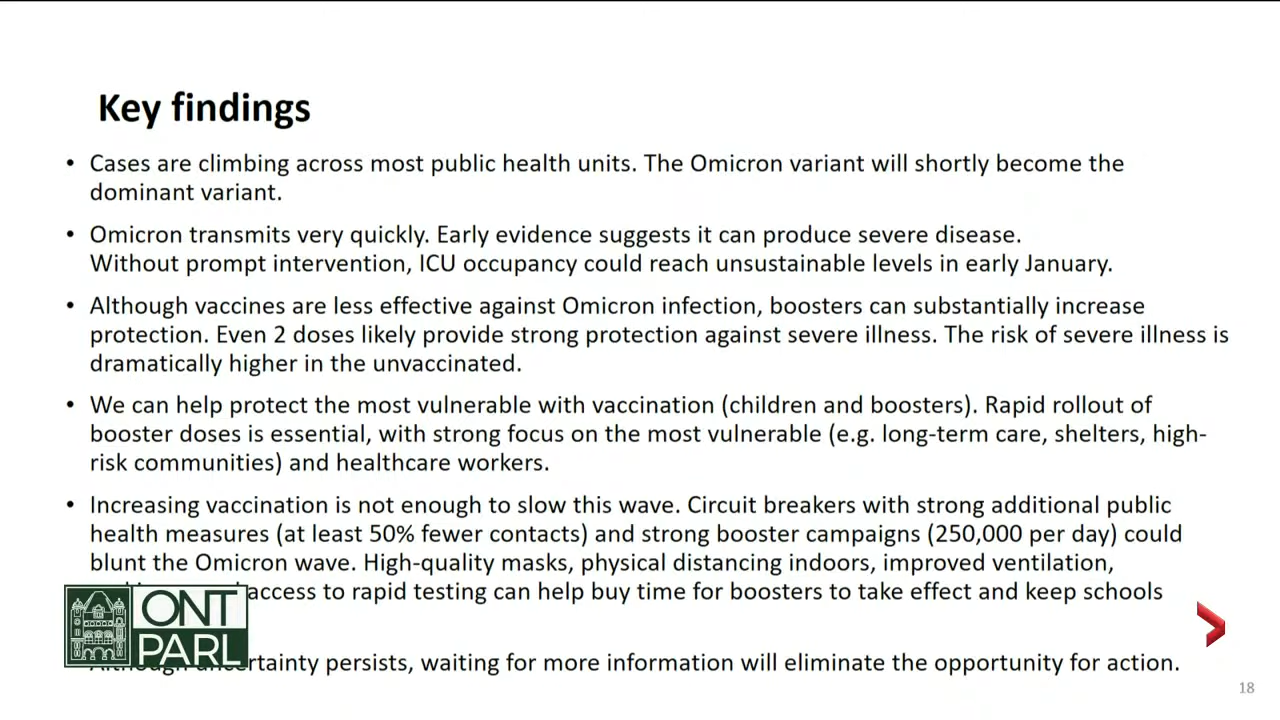 Key findings
• Cases are climbing across most public health units. The Omicron variant will shortly become the
dominant variant.
• Omicron transmits very quickly. Early evidence suggests it can produce severe disease.
Without prompt intervention, ICU occupancy could reach unsustainable levels in early January.
• Although vaccines are less effective against Omicron infection, boosters can substantially increase
protection. Even 2 doses likely provide strong protection against severe illness. The risk of severe illness is
dramatically higher in the unvaccinated.
• We can help protect the most vulnerable with vaccination (children and boosters). Rapid rollout of
booster doses is essential, with strong focus on the most vulnerable (e.g. long-term care, shelters, high-
risk communities) and healthcare workers.
• Increasing vaccination is not enough to slow this wave. Circuit breakers with strong additional public
health measures (at least 50% fewer contacts) and strong booster campaigns (250,000 per day) could
blunt the Omicron wave. High-quality masks, physical distancing indoors, improved ventilation,
access to rapid testing can help buy time for boosters to take effect and keep schools
ONT
PARL
Although uncertainty persists, waiting for more information will eliminate the opportunity for action.
18